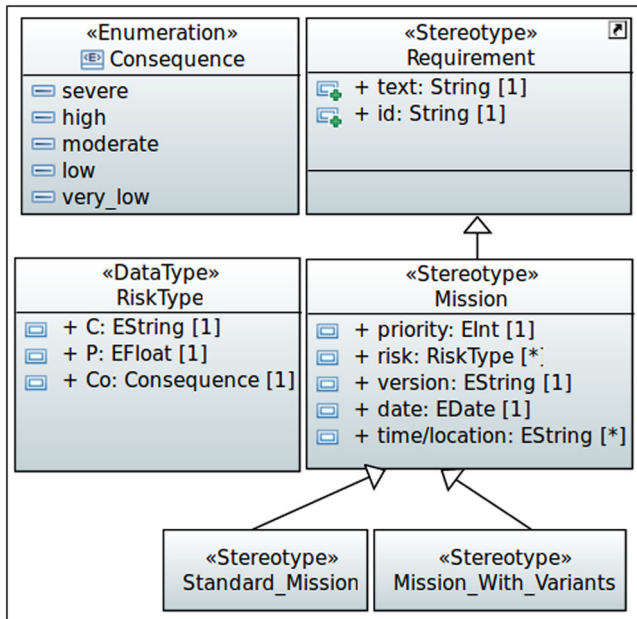 «Enumeration»
Consequence
severe
high
moderate
low
very_low
«Stereotype»
Requirement
+ text: String [1]
+ id: String [1]
«DataType»
RiskType
+ C: EString [1]
+ P: EFloat [1]
+ Co: Consequence [1]
«Stereotype»
Mission
+ priority: EInt [1]
+ risk: RiskType [*]
+ version: EString [1]
+ date: EDate [1]
+ time/location: EString [*]
«Stereotype»
Standard_Mission
«Stereotype»
Mission_With_Variants